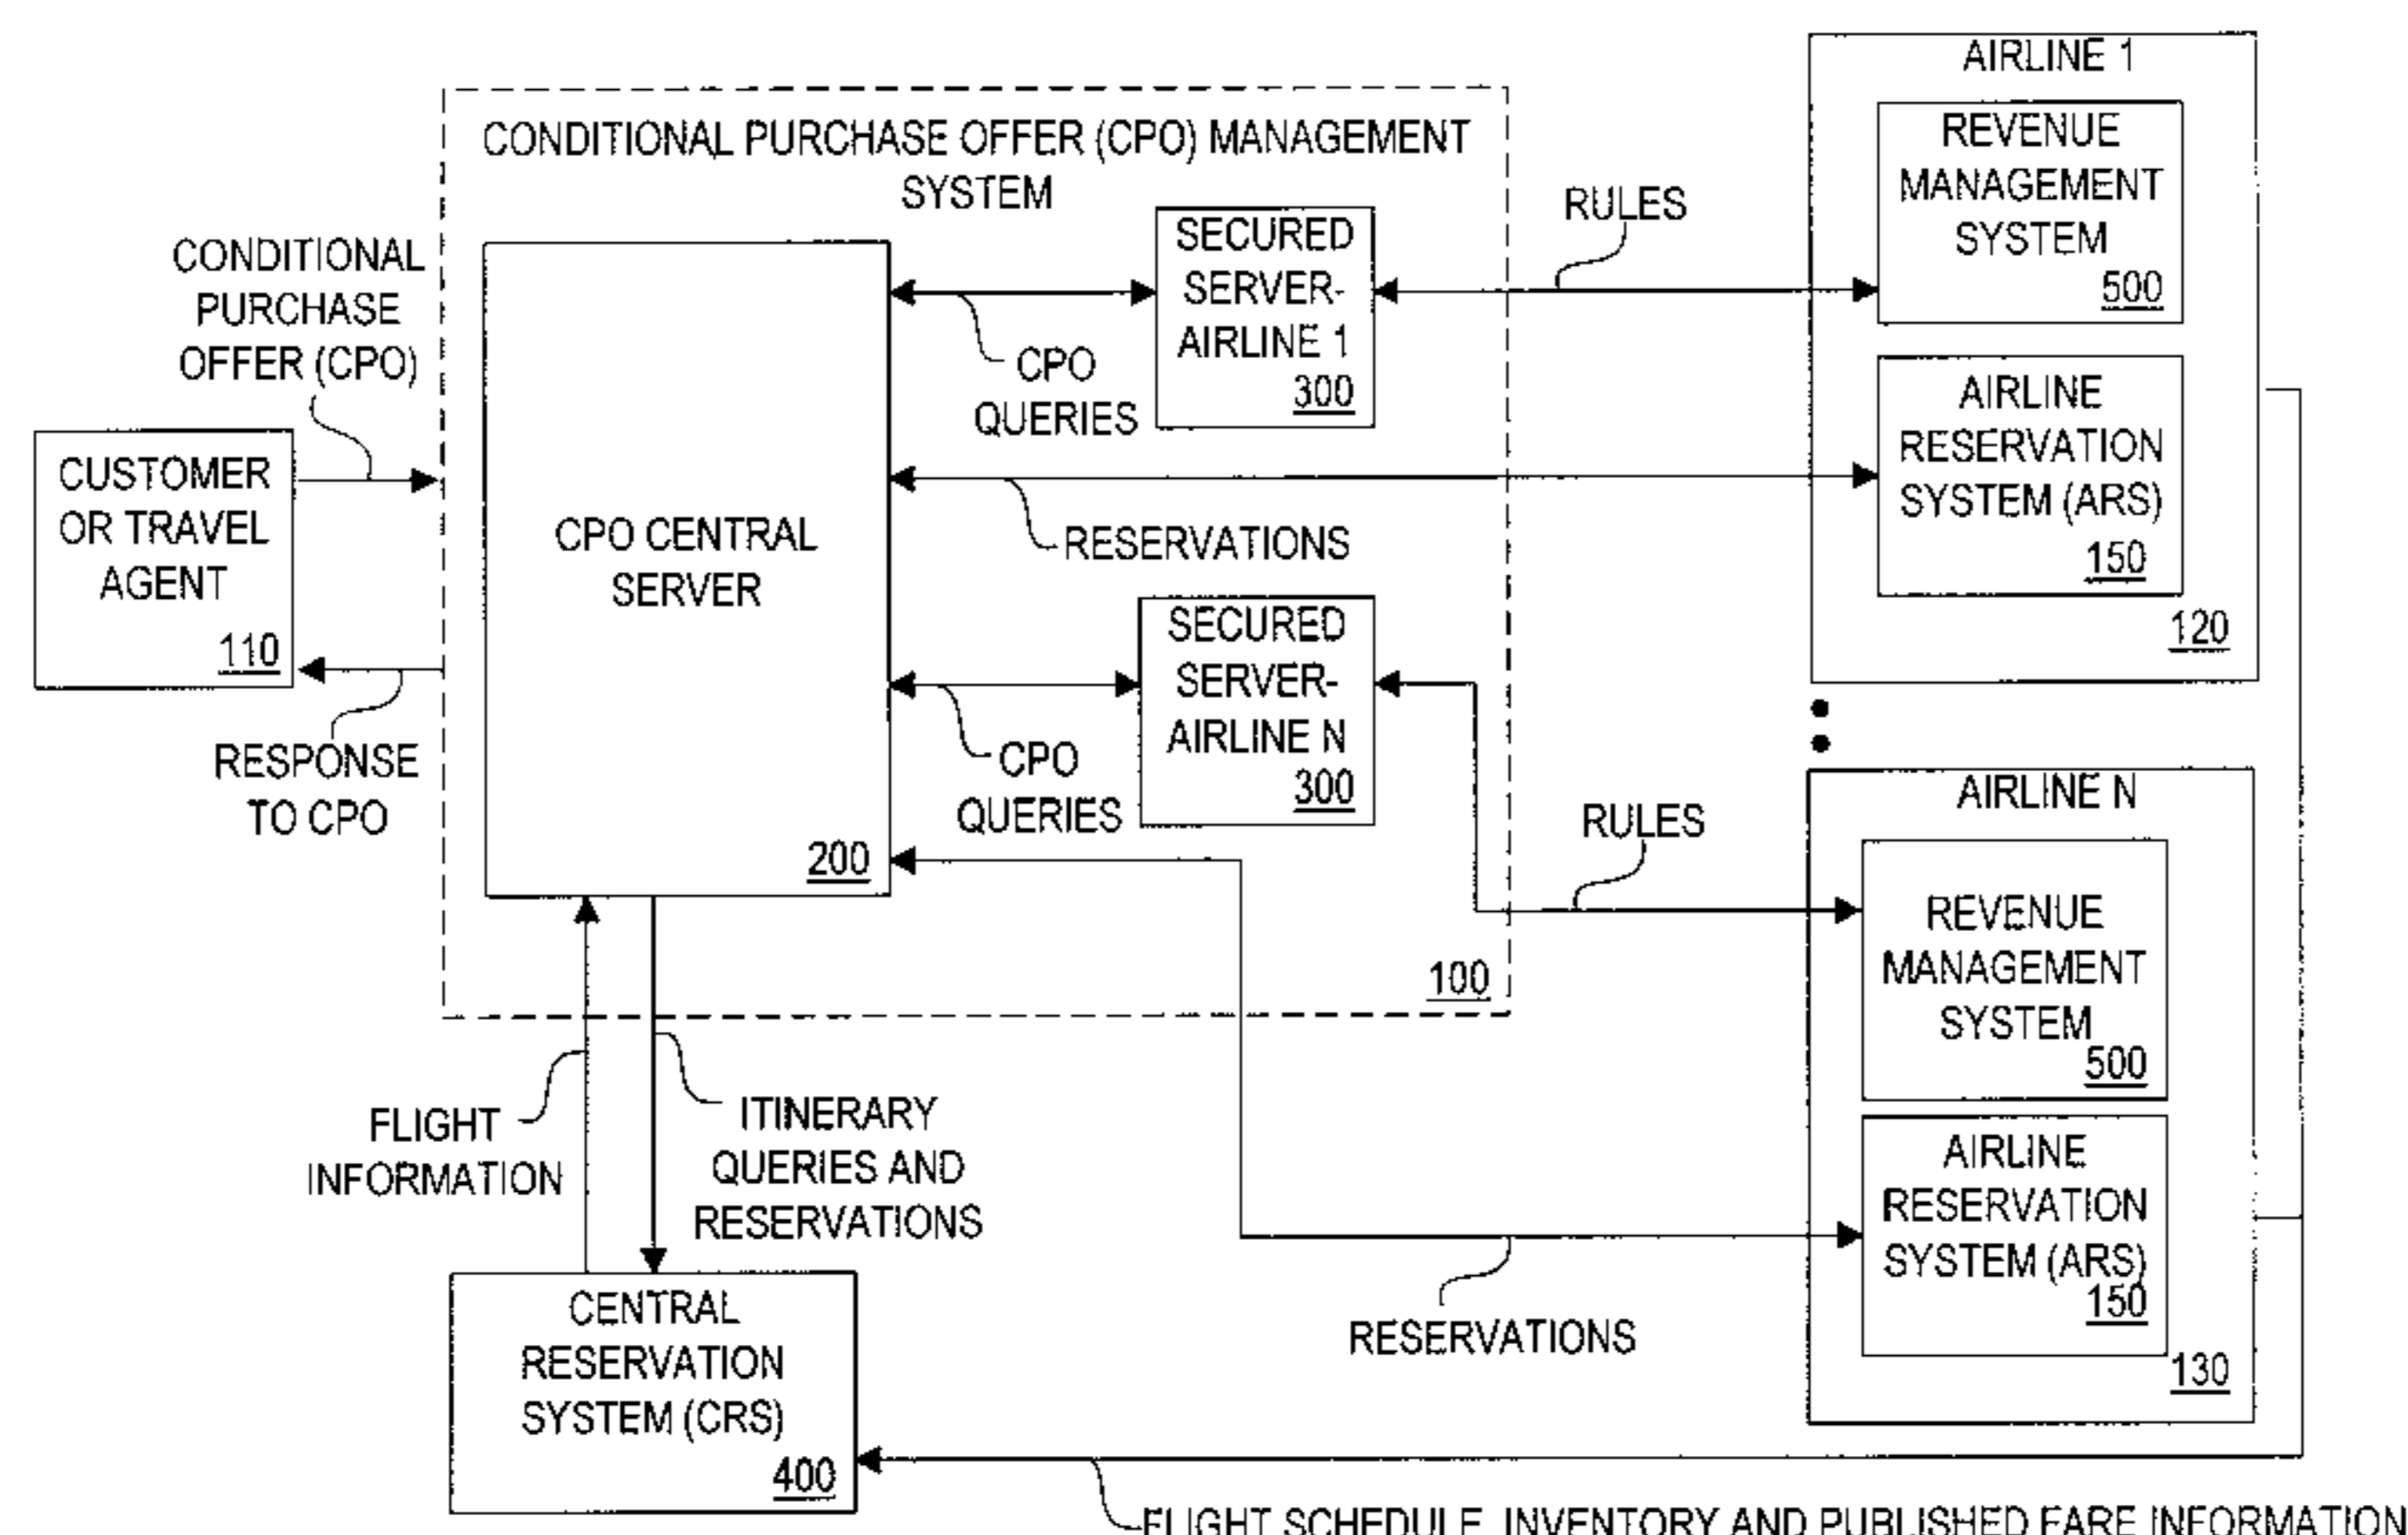 AIRLINE 1
REVENUE
MANAGEMENT
SYSTEM
500
AIRLINE
RESERVATION
SYSTEM (ARS)
150
120
CONDITIONAL PURCHASE OFFER (CPO) MANAGEMENT
SYSTEM
RULES
SECURED
SERVER-
AIRLINE 1
300
CONDITIONAL
PURCHASE
OFFER (CPO)
CPO
QUERIES
CUSTOMER
OR TRAVEL
AGENT
110
CPO CENTRAL
SERVER
200
RESERVATIONS
SECURED
SERVER-
AIRLINE N
300
RESPONSE
TO CPO
CPO
QUERIES
RULES
100
AIRLINE N
REVENUE
MANAGEMENT
SYSTEM
500
AIRLINE
RESERVATION
SYSTEM (ARS)
150
130
FLIGHT
INFORMATION
ITINERARY
QUERIES AND
RESERVATIONS
RESERVATIONS
CENTRAL
RESERVATION
SYSTEM (CRS)
400
FLIGHT SCHEDULE, INVENTORY AND PUBLISHED FARE INFORMATION